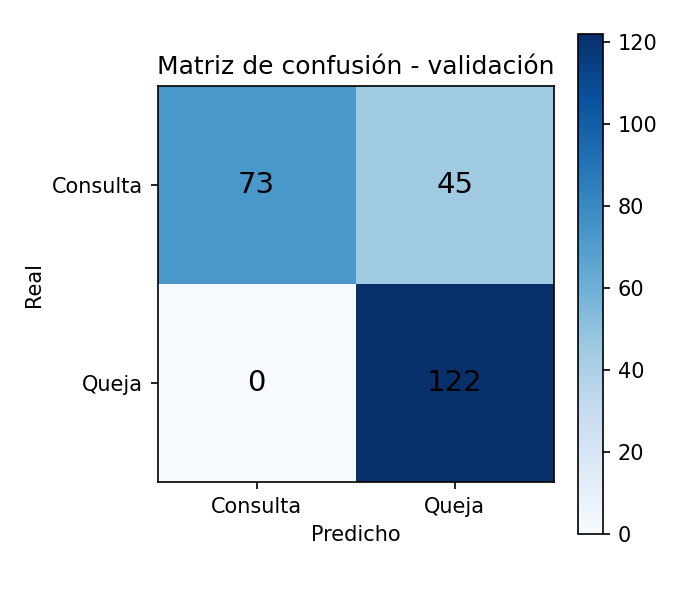 Matriz de confusión - validación
Real
Consulta
73
45
Queja
0
122
Consulta
Queja
Predicho
120
100
80
60
40
20
0